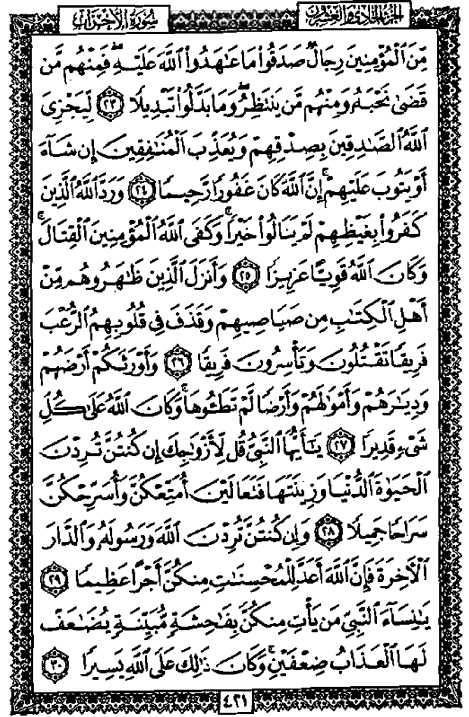 الجزء الحادي والعشرون
سورة الأحزاب
مِّنَ الْمُؤْمِنِينَ رِجَالٌ صَدَقُوا مَا عَاهَدُوا اللَّهَ عَلَيْهِ فَمِنْهُم مَّن
قَضَىٰ نَحْبَهُ وَمِنْهُم مَّن يَنتَظِرُ وَمَا بَدَّلُوا تَبْدِيلًا ٢٣ لِّيَجْزِيَ
اللَّهُ الصَّادِقِينَ بِصِدْقِهِمْ وَيُعَذِّبَ الْمُنَافِقِينَ إِن شَاءَ
أَوْ يَتُوبَ عَلَيْهِمْ إِنَّ اللَّهَ كَانَ غَفُورًا رَّحِيمًا ٢٤ وَرَدَّ اللَّهُ الَّذِينَ
كَفَرُوا بِغَيْظِهِمْ لَمْ يَنَالُوا خَيْرًا وَكَفَى اللَّهُ الْمُؤْمِنِينَ الْقِتَالَ
وَكَانَ اللَّهُ قَوِيًّا عَزِيزًا ٢٥ وَأَنزَلَ الَّذِينَ ظَاهَرُوهُم مِّنْ
أَهْلِ الْكِتَابِ مِن صَيَاصِيهِمْ وَقَذَفَ فِي قُلُوبِهِمُ الرُّعْبَ
فَرِيقًا تَقْتُلُونَ وَتَأْسِرُونَ فَرِيقًا ٢٦ وَأَوْرَثَكُمْ أَرْضَهُمْ
وَدِيَارَهُمْ وَأَمْوَالَهُمْ وَأَرْضًا لَّمْ تَطَئُوهَا وَكَانَ اللَّهُ عَلَىٰ كُلِّ
شَيْءٍ قَدِيرًا ٢٧ يَا أَيُّهَا النَّبِيُّ قُل لِّأَزْوَاجِكَ إِن كُنتُنَّ تُرِدْنَ
الْحَيَاةَ الدُّنْيَا وَزِينَتَهَا فَتَعَالَيْنَ أُمَتِّعْكُنَّ وَأُسَرِّحْكُنَّ
سَرَاحًا جَمِيلًا ٢٨ وَإِن كُنتُنَّ تُرِدْنَ اللَّهَ وَرَسُولَهُ وَالدَّارَ
الْآخِرَةَ فَإِنَّ اللَّهَ أَعَدَّ لِلْمُحْسِنَاتِ مِنكُنَّ أَجْرًا عَظِيمًا ٢٩
يَا نِسَاءَ النَّبِيِّ مَن يَأْتِ مِنكُنَّ بِفَاحِشَةٍ مُّبَيِّنَةٍ يُضَاعَفْ
لَهَا الْعَذَابُ ضِعْفَيْنِ وَكَانَ ذَٰلِكَ عَلَى اللَّهِ يَسِيرًا ٣٠
٤٢١